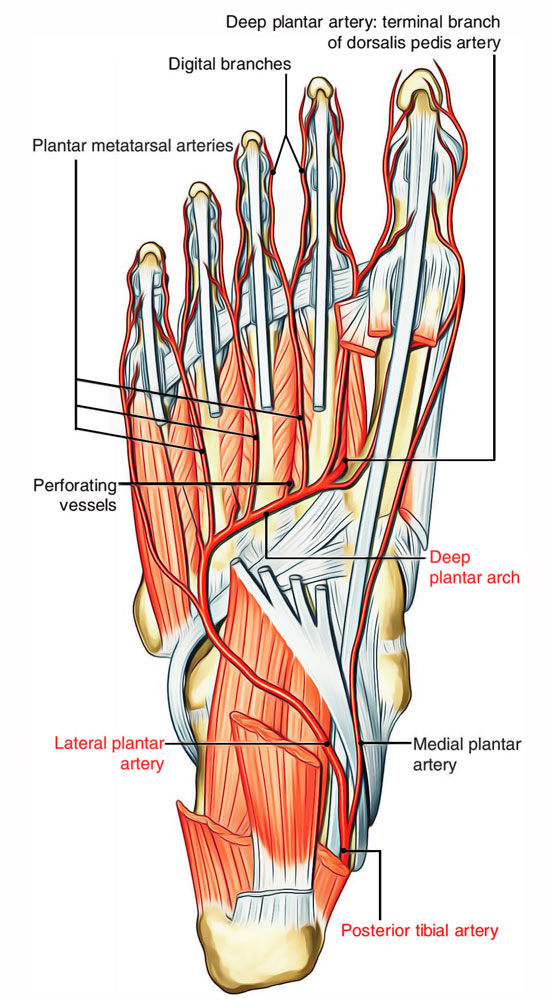 Deep plantar artery: terminal branch
of dorsalis pedis artery
Digital branches
Plantar metatarsal arteries
Perforating
vessels
Deep
plantar arch
Lateral plantar
artery
Medial plantar
artery
Posterior tibial artery